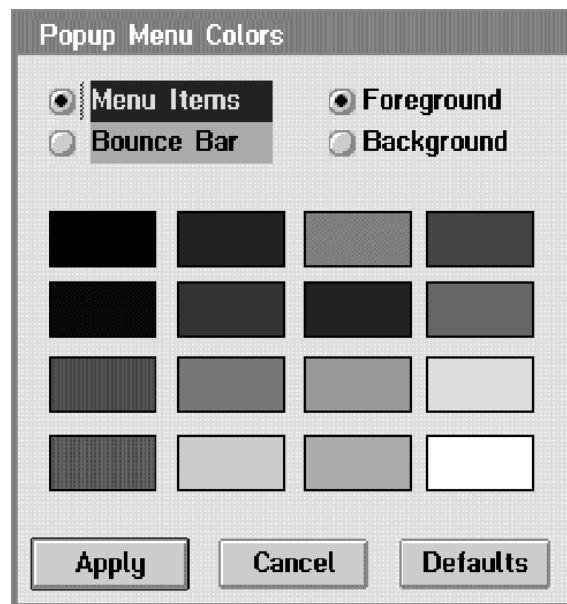 Popup Menu Colors
Menu Items Foreground
Bounce Bar Background
Apply Cancel Defaults